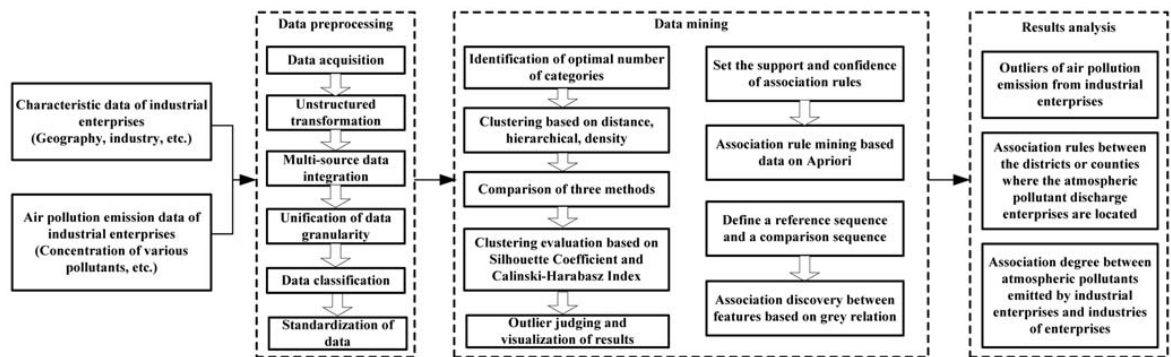 Characteristic data of industrial
enterprises
(Geography, industry, etc.)
Air pollution emission data of
industrial enterprises
(Concentration of various
pollutants, etc.)
Data preprocessing
Data acquisition
Unstructured
transformation
Multi-source data
integration
Unification of data
granularity
Data classification
Standardization of
data
Data mining
Identification of optimal number
of categories
Clustering based on distance,
hierarchical, density
Comparison of three methods
Clustering evaluation based on
Silhouette Coefficient and
Calinski-Harabasz Index
Outlier judging and
visualization of results
Set the support and confidence
of association rules
Association rule mining based
data on Apriori
Define a reference sequence
and a comparison sequence
Association discovery between
features based on grey relation
Results analysis
Outliers of air pollution
emission from industrial
enterprises
Association rules between
the districts or counties
where the atmospheric
pollutant discharge
enterprises are located
Association degree between
atmospheric pollutants
emitted by industrial
enterprises and industries
of enterprises